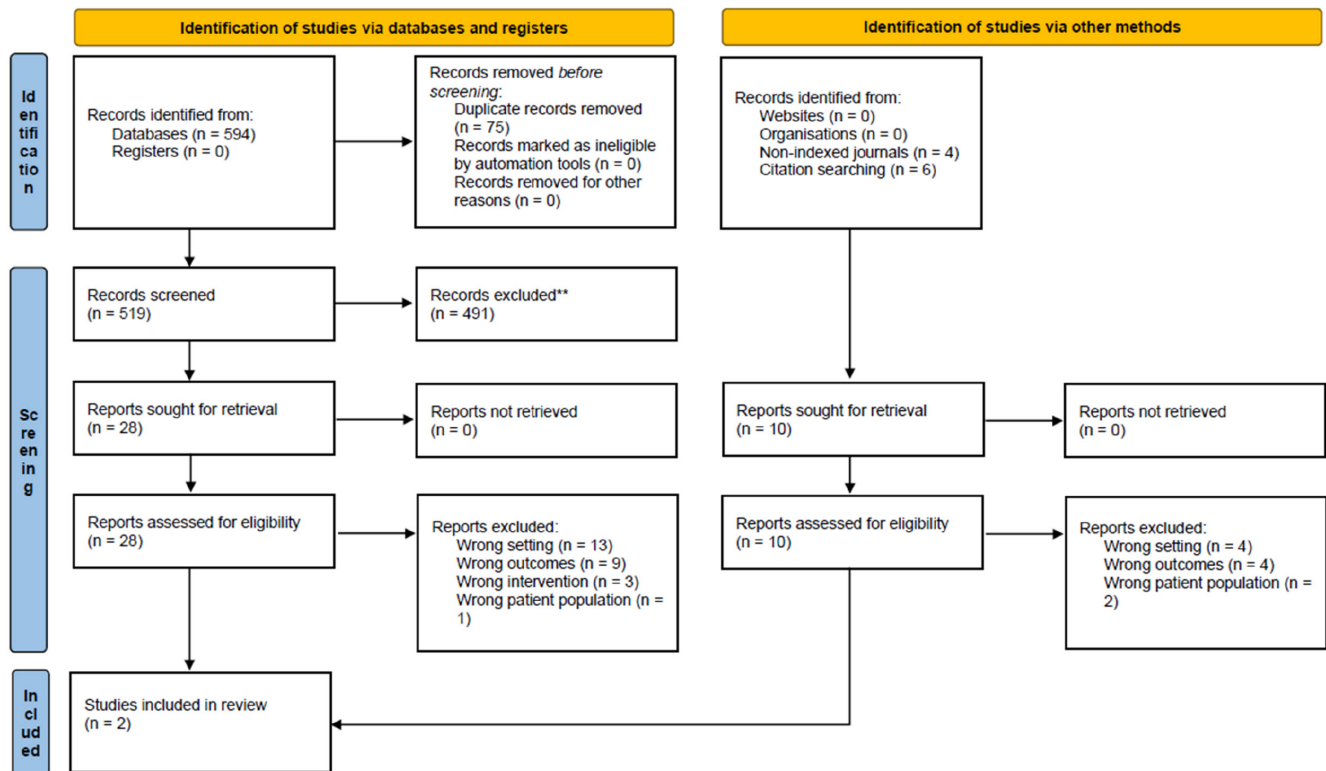 Identification of studies via databases and registers
Identification of studies via other methods
Id
entifi
ca
tio
n
Records identified from:
Databases (n = 594)
Registers (n = 0)
Records removed before
screening:
Duplicate records removed
(n = 75)
Records marked as ineligible
by automation tools (n = 0)
Records removed for other
reasons (n = 0)
Records identified from:
Websites (n = 0)
Organisations (n = 0)
Non-indexed journals (n = 4)
Citation searching (n = 6)
Sc
re
en
in
g
Records screened
(n = 519)
Records excluded**
(n = 491)
Reports sought for retrieval
(n = 28)
Reports not retrieved
(n = 0)
Reports sought for retrieval
(n = 10)
Reports not retrieved
(n = 0)
Reports assessed for eligibility
(n = 28)
Reports excluded:
Wrong setting (n = 13)
Wrong outcomes (n = 9)
Wrong intervention (n = 3)
Wrong patient population (n =
1)
Reports assessed for eligibility
(n = 10)
Reports excluded:
Wrong setting (n = 4)
Wrong outcomes (n = 4)
Wrong patient population (n =
2)
In
cl
ud
ed
Studies included in review
(n = 2)